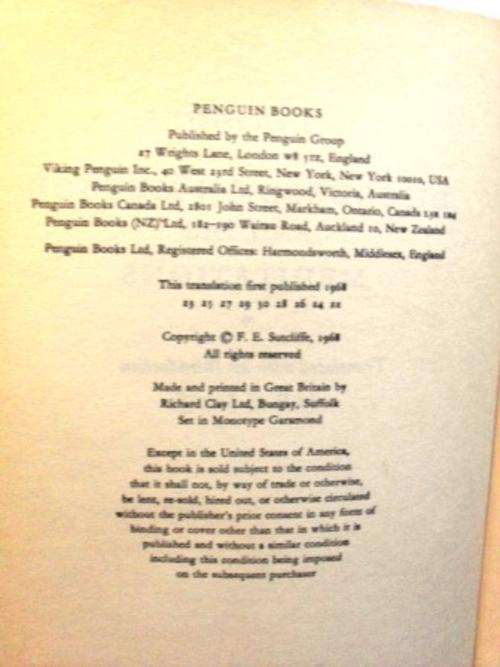 PENGUIN BOOKS
Published by the Penguin Group
27 Wrights Lane, London w8 5TZ, England
Viking Penguin Inc., 40 West 23rd Street, New York, New York 10010, USA
Penguin Books Australia Ltd, Ringwood, Victoria, Australia
Penguin Books Canada Ltd, 2801 John Street, Markham, Ontario, Canada L3R 1B4
Penguin Books (NZ) Ltd, 182–190 Wairau Road, Auckland 10, New Zealand
Penguin Books Ltd, Registered Offices: Harmondsworth, Middlesex, England
This translation first published 1968
23 25 27 29 30 28 26 24 22
Copyright © F. E. Sutcliffe, 1968
All rights reserved
Made and printed in Great Britain by
Richard Clay Ltd, Bungay, Suffolk
Set in Monotype Garamond
Except in the United States of America,
this book is sold subject to the condition
that it shall not, by way of trade or otherwise,
be lent, re-sold, hired out, or otherwise circulated
without the publisher's prior consent in any form of
binding or cover other than that in which it is
published and without a similar condition
including this condition being imposed
on the subsequent purchaser